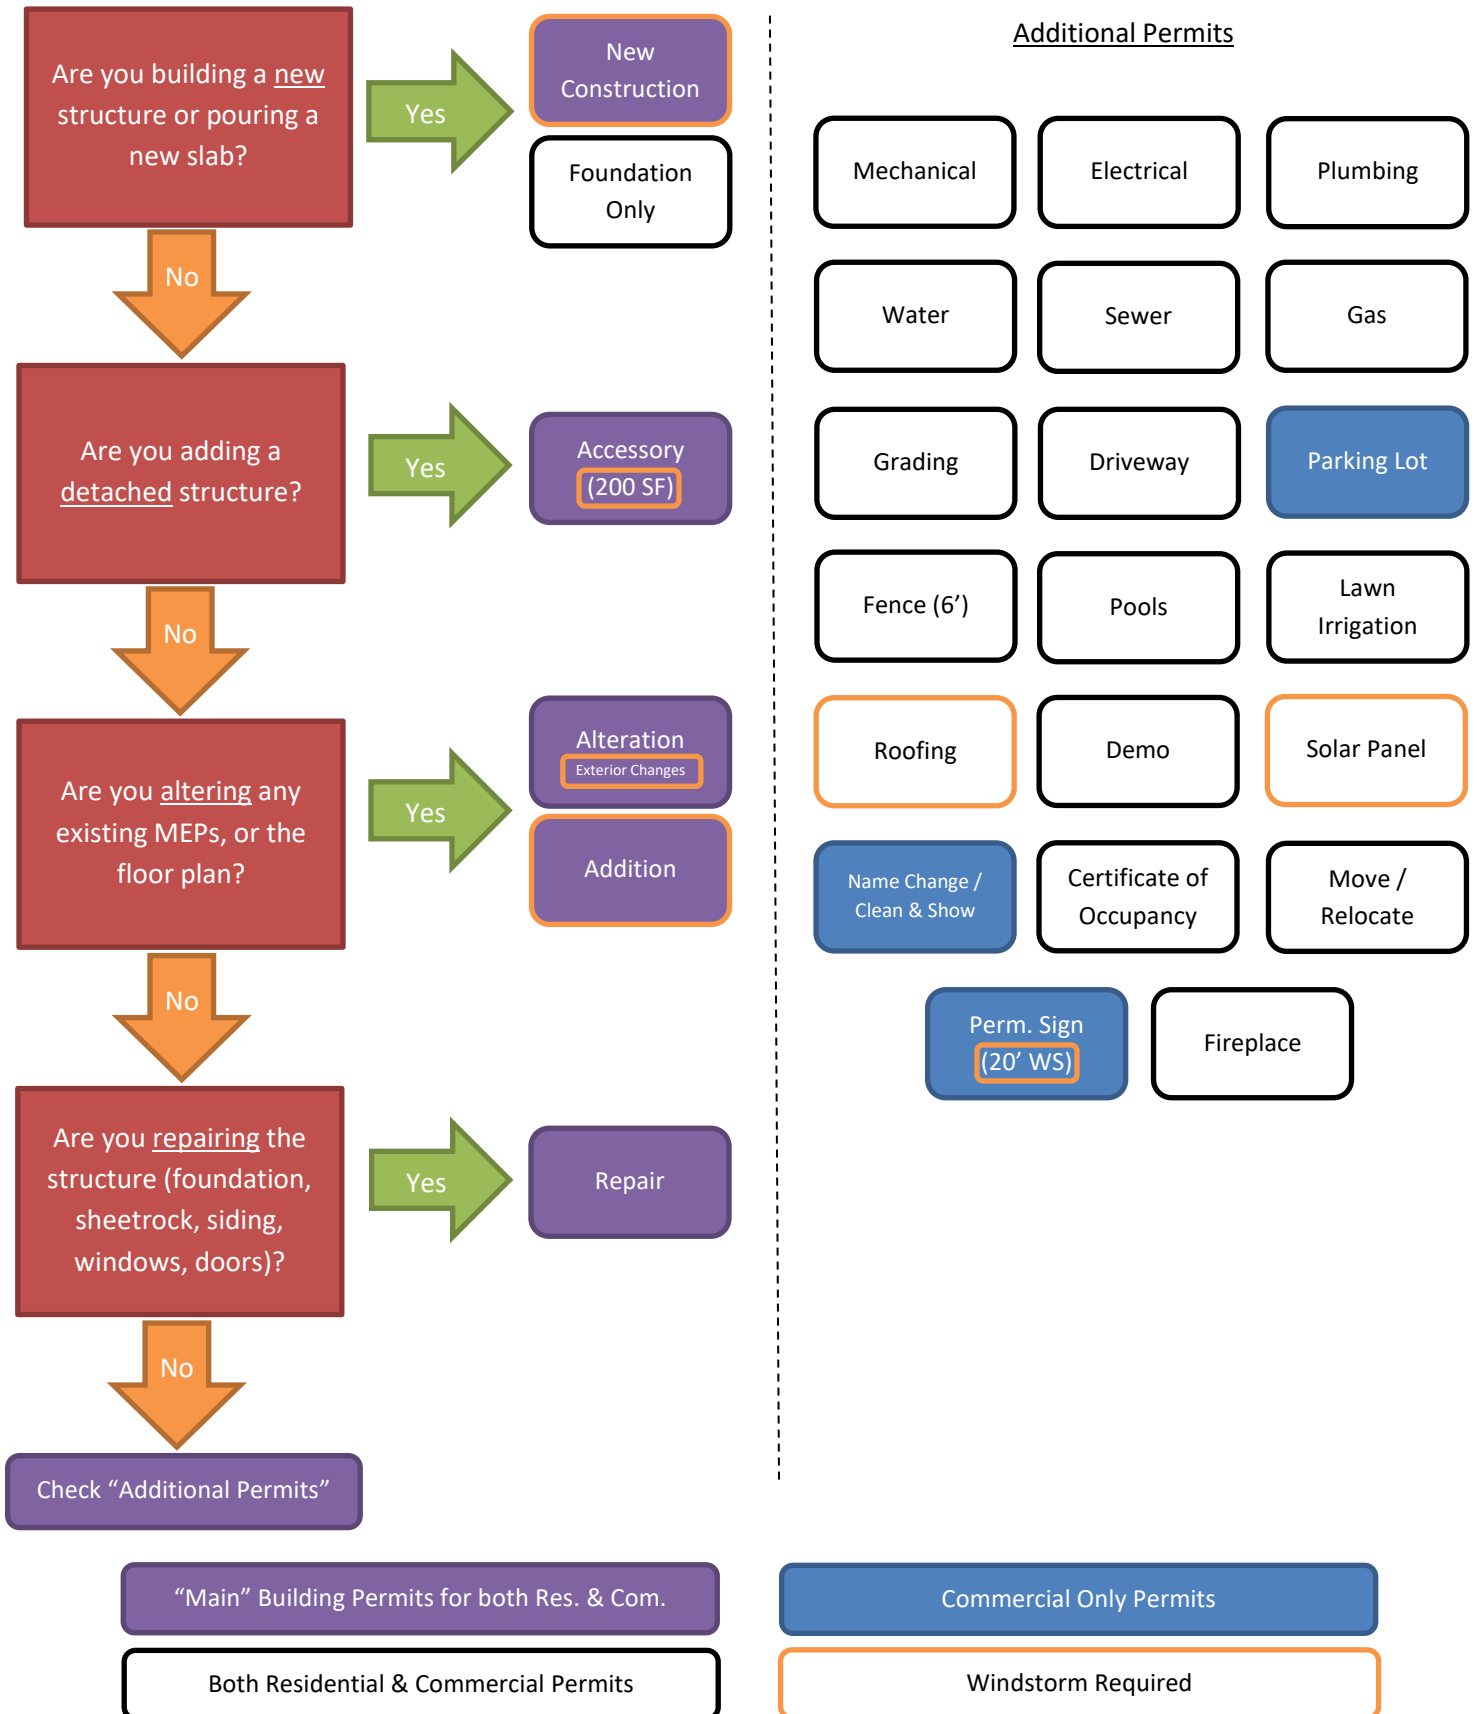 Are you building a new
structure or pouring a
new slab?
Yes
New
Construction
Foundation
Only
No
Are you adding a
detached structure?
Yes
Accessory
(200 SF)
No
Are you altering any
existing MEPs, or the
floor plan?
Yes
Alteration
Exterior Changes
Addition
No
Are you repairing the
structure (foundation,
sheetrock, siding,
windows, doors)?
Yes
Repair
No
Check “Additional Permits”
Additional Permits
Mechanical
Electrical
Plumbing
Water
Sewer
Gas
Grading
Driveway
Parking Lot
Fence (6’)
Pools
Lawn
Irrigation
Roofing
Demo
Solar Panel
Name Change /
Clean & Show
Certificate of
Occupancy
Move /
Relocate
Perm. Sign
(20’ WS)
Fireplace
“Main” Building Permits for both Res. & Com.
Commercial Only Permits
Both Residential & Commercial Permits
Windstorm Required